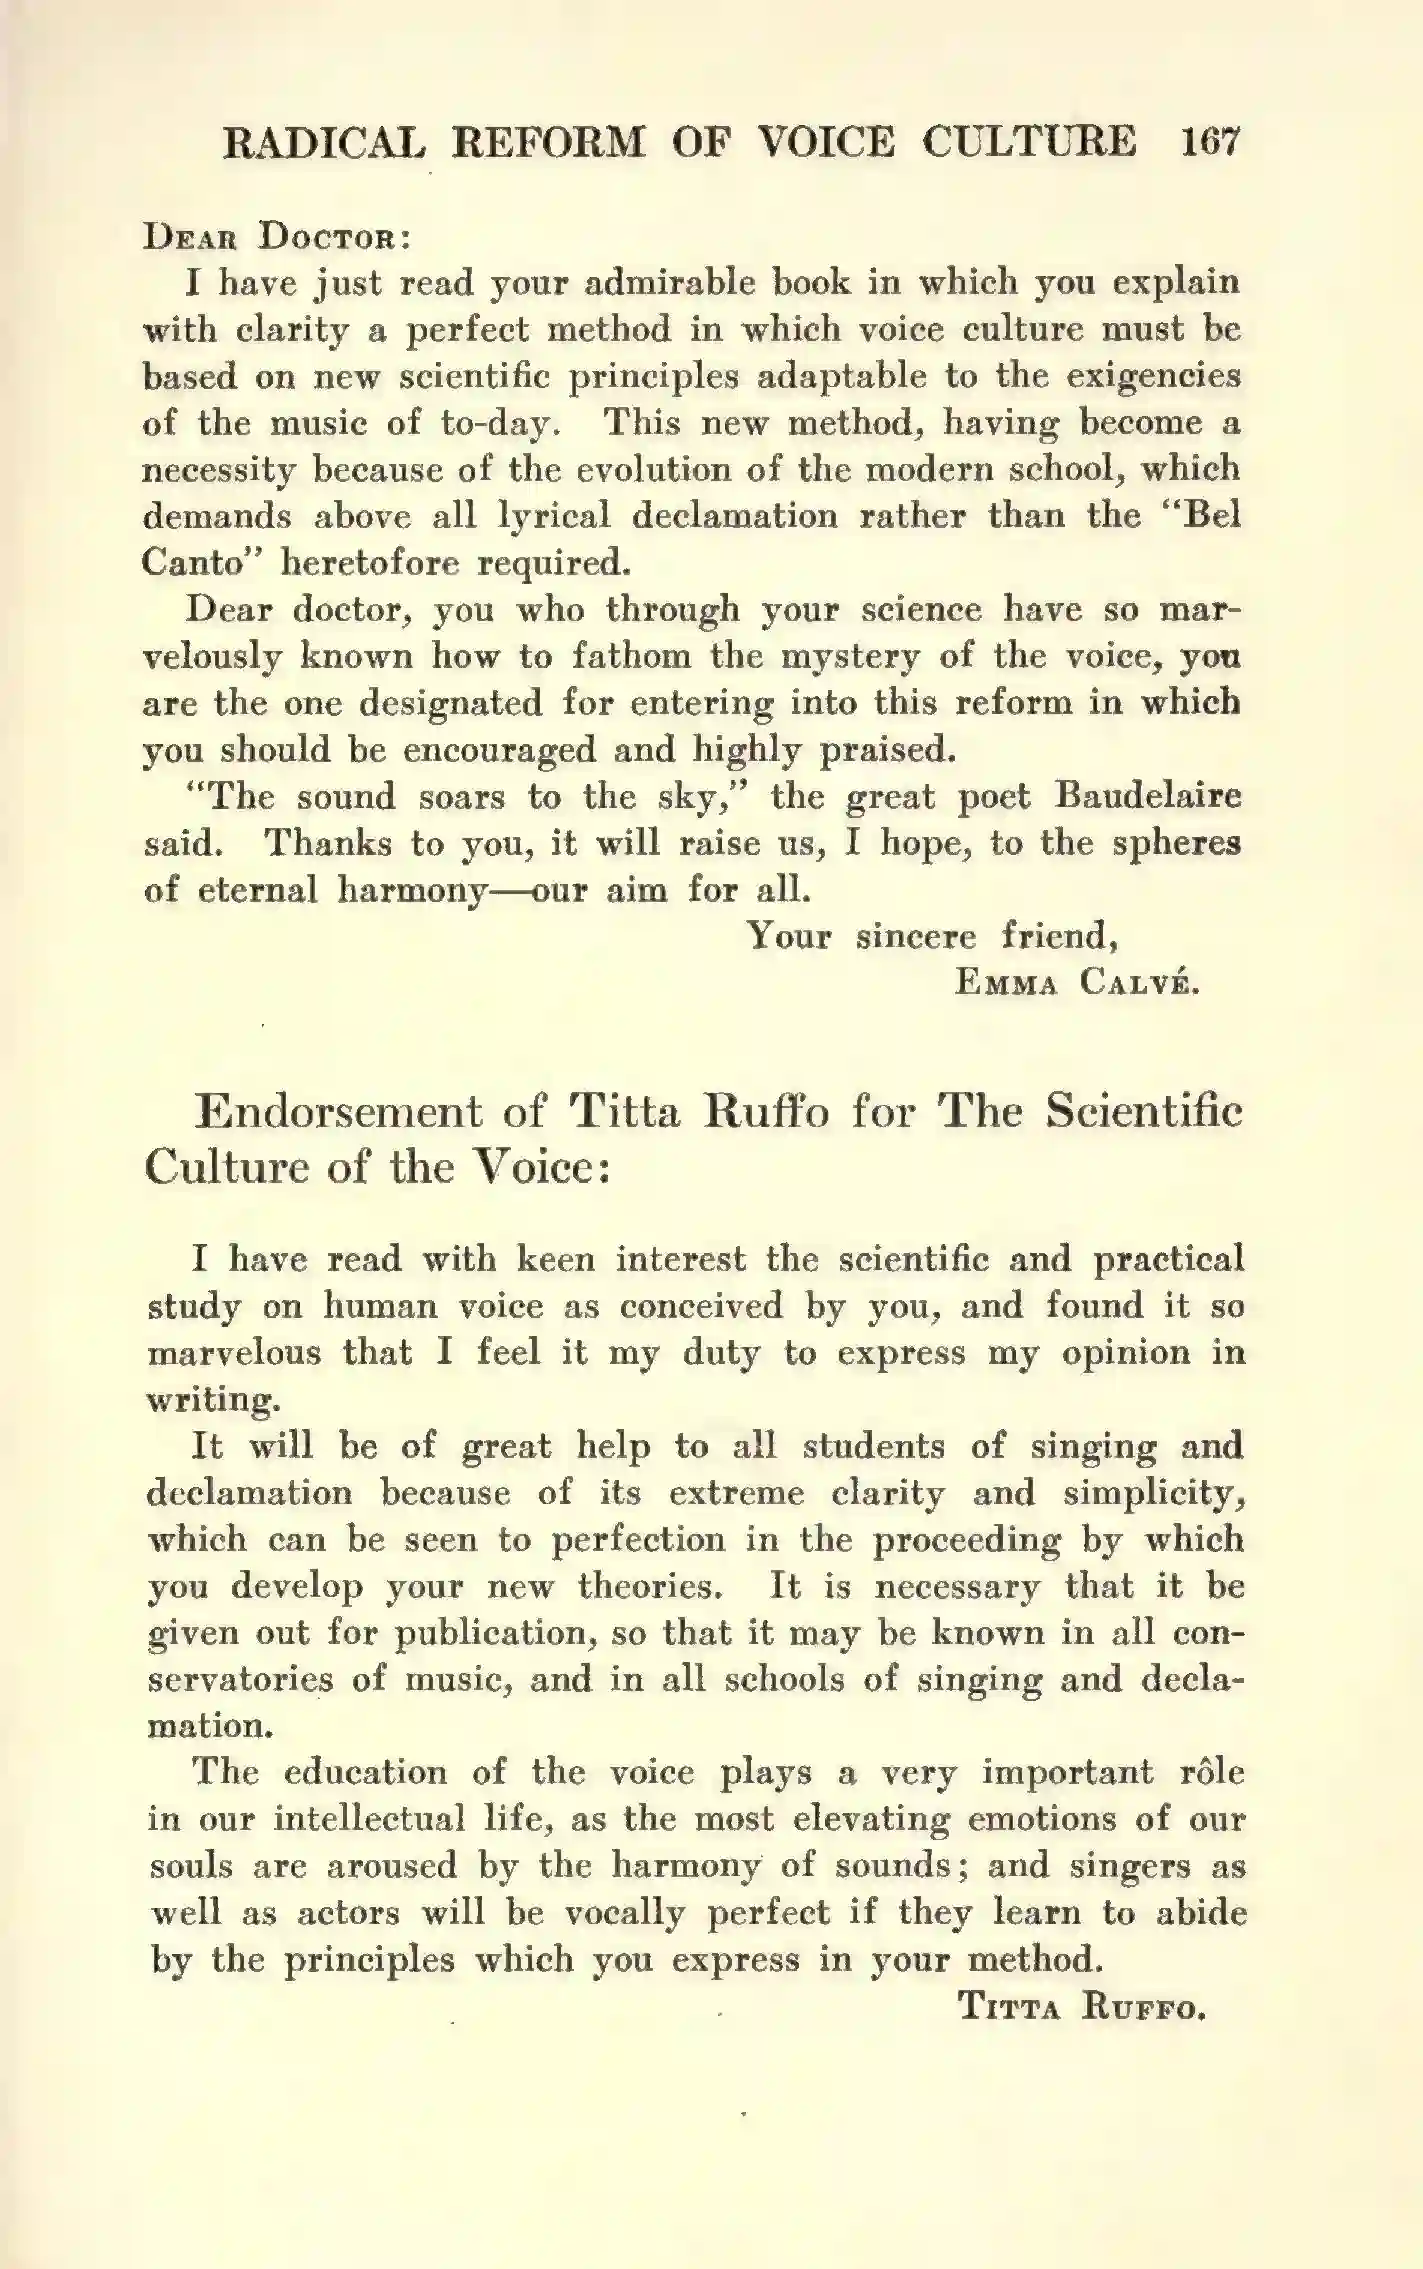 RADICAL REFORM OF VOICE CULTURE 167
DEAR DOCTOR:
I have just read your admirable book in which you explain
with clarity a perfect method in which voice culture must be
based on new scientific principles adaptable to the exigencies
of the music of to-day. This new method, having become a
necessity because of the evolution of the modern school, which
demands above all lyrical declamation rather than the "Bel
Canto" heretofore required.
Dear doctor, you who through your science have so mar-
velously known how to fathom the mystery of the voice, you
are the one designated for entering into this reform in which
you should be encouraged and highly praised.
"The sound soars to the sky," the great poet Baudelaire
said. Thanks to you, it will raise us, I hope, to the spheres
of eternal harmony—our aim for all.
Your sincere friend,
EMMA CALVÉ.
Endorsement of Titta Ruffo for The Scientific
Culture of the Voice:
I have read with keen interest the scientific and practical
study on human voice as conceived by you, and found it so
marvelous that I feel it my duty to express my opinion in
writing.
It will be of great help to all students of singing and
declamation because of its extreme clarity and simplicity,
which can be seen to perfection in the proceeding by which
you develop your new theories. It is necessary that it be
given out for publication, so that it may be known in all con-
servatories of music, and in all schools of singing and decla-
mation.
The education of the voice plays a very important rôle
in our intellectual life, as the most elevating emotions of our
souls are aroused by the harmony of sounds; and singers as
well as actors will be vocally perfect if they learn to abide
by the principles which you express in your method.
TITTA RUFFO.